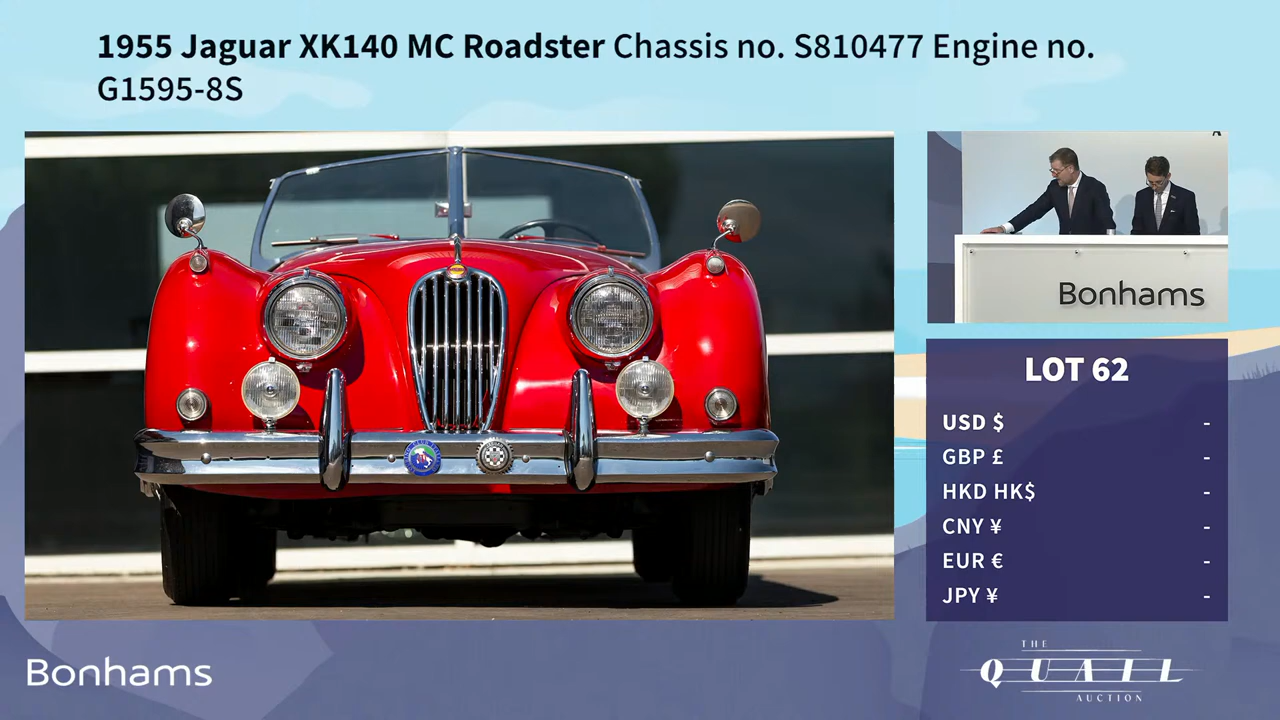 1955 Jaguar XK140 MC Roadster Chassis no. S810477 Engine no.
G1595-8S
Bonhams
LOT 62
USD $ -
GBP £ -
HKD HK$ -
CNY ¥ -
EUR € -
JPY ¥ -
Bonhams
THE
QUAIL
AUCTION